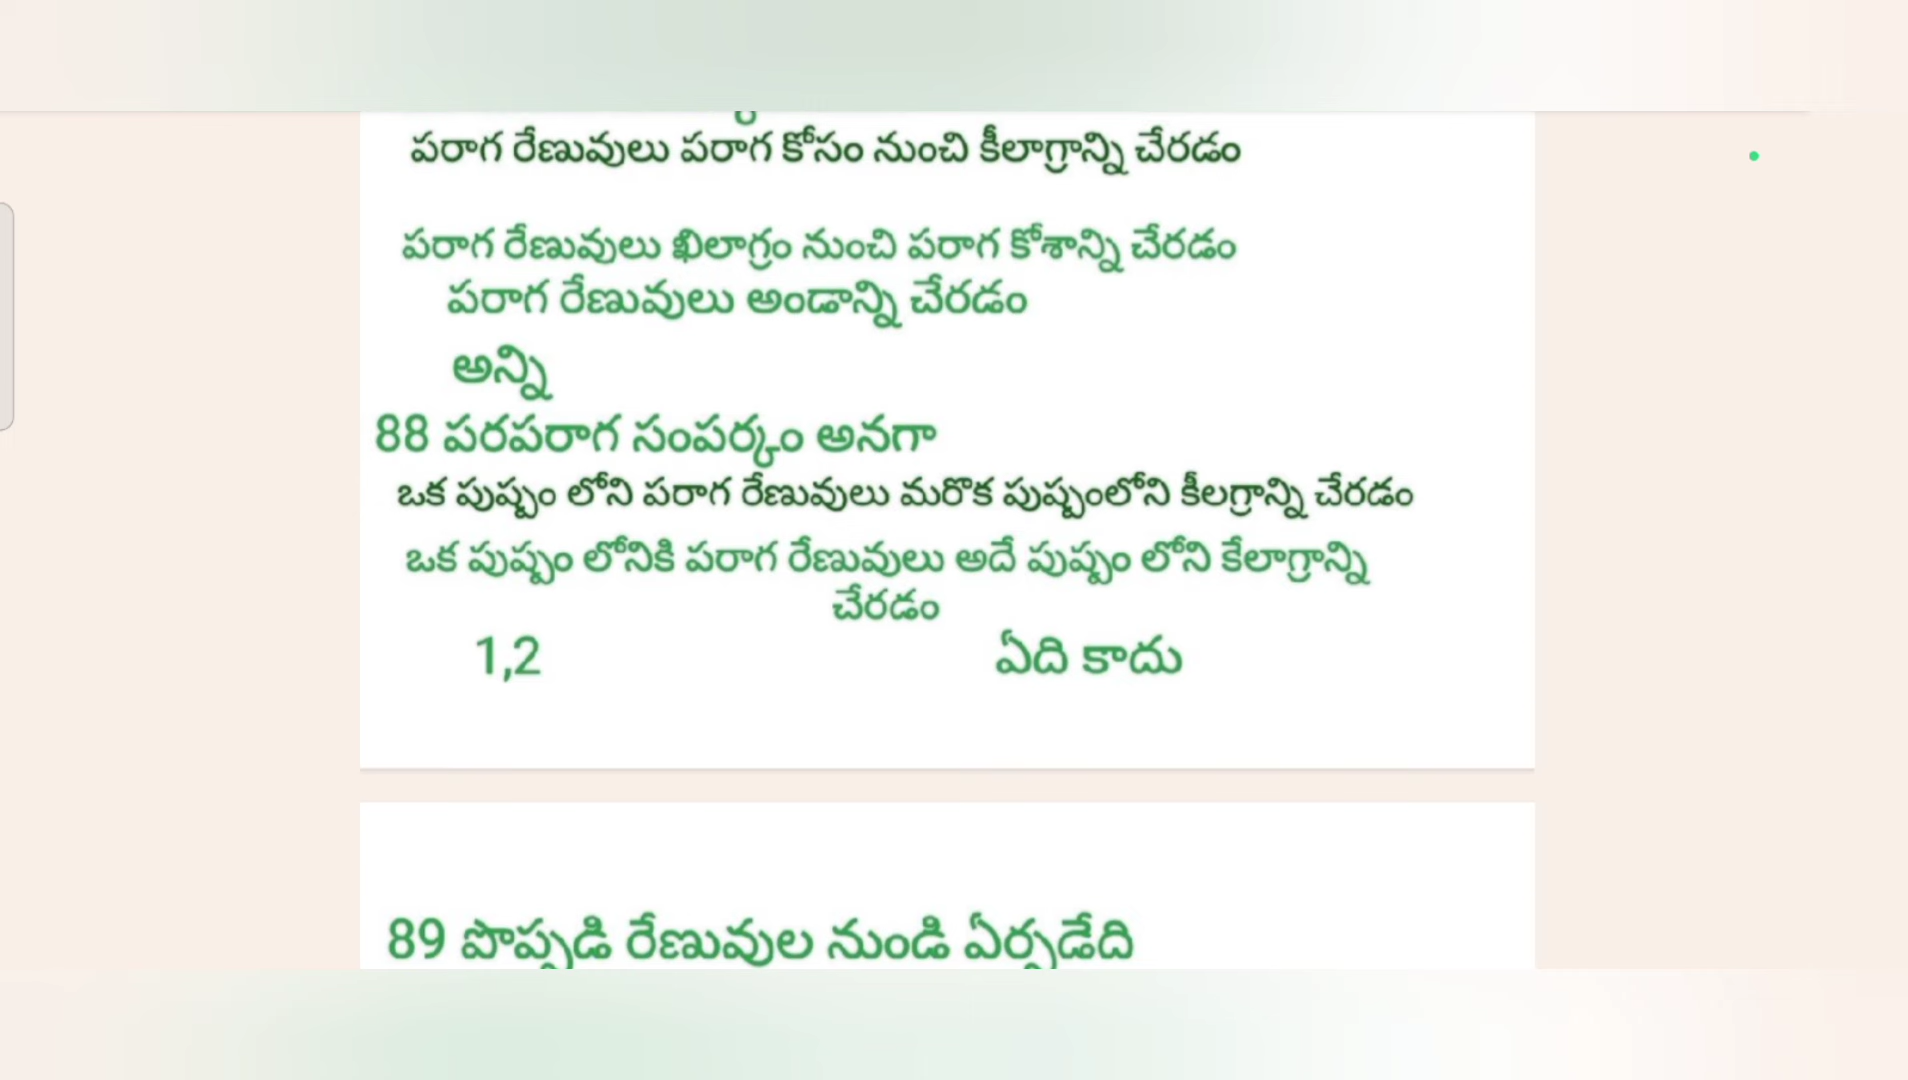 పరాగ రేణువులు పరాగ కోసం నుంచి కీలాగ్రాన్ని చేరడం
పరాగ రేణువులు ఖిలాగ్రం నుంచి పరాగ కోశాన్ని చేరడం
పరాగ రేణువులు అండాన్ని చేరడం
అన్ని
88 పరపరాగ సంపర్కం అనగా
ఒక పుష్పం లోని పరాగ రేణువులు మరొక పుష్పంలోని కీలగ్రాన్ని చేరడం
ఒక పుష్పం లోనికి పరాగ రేణువులు అదే పుష్పం లోని కేలాగ్రాన్ని
చేరడం
1,2 ఏది కాదు
89 పొప్పడి రేణువుల నుండి ఏర్పడేది